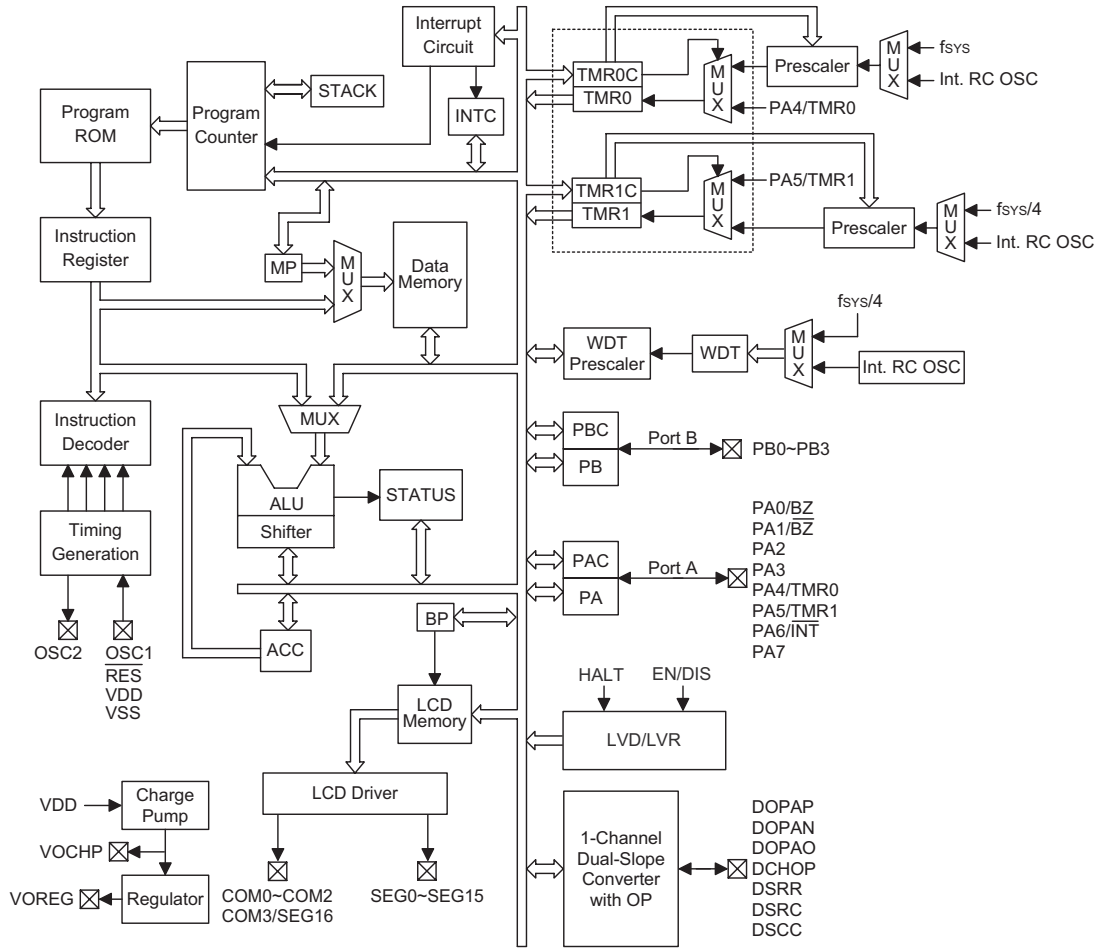 Interrupt
Circuit
STACK
Program
ROM
Program
Counter
INTC
TMR0C
TMR0
MUX
Prescaler
MUX
fSYS
Int. RC OSC
PA4/TMR0
TMR1C
TMR1
MUX
PA5/TMR1
Prescaler
MUX
fSYS/4
Int. RC OSC
Instruction
Register
MP
MUX
Data
Memory
fSYS/4
WDT
Prescaler
WDT
MUX
Int. RC OSC
Instruction
Decoder
MUX
ALU
Shifter
STATUS
PBC
PB
Port B
PB0~PB3
Timing
Generation
OSC2
OSC1
R̅E̅S̅
VDD
VSS
ACC
BP
PAC
PA
Port A
PA0/BZ
PA1/B̅Z̅
PA2
PA3
PA4/TMR0
PA5/TMR1
PA6/I̅N̅T̅
PA7
LCD
Memory
HALT
EN/DIS
LVD/LVR
LCD Driver
COM0~COM2
COM3/SEG16
SEG0~SEG15
VDD
Charge
Pump
VOCHP
VOREG
Regulator
1-Channel
Dual-Slope
Converter
with OP
DOPAP
DOPAN
DOPAO
DCHOP
DSRR
DSRC
DSCC